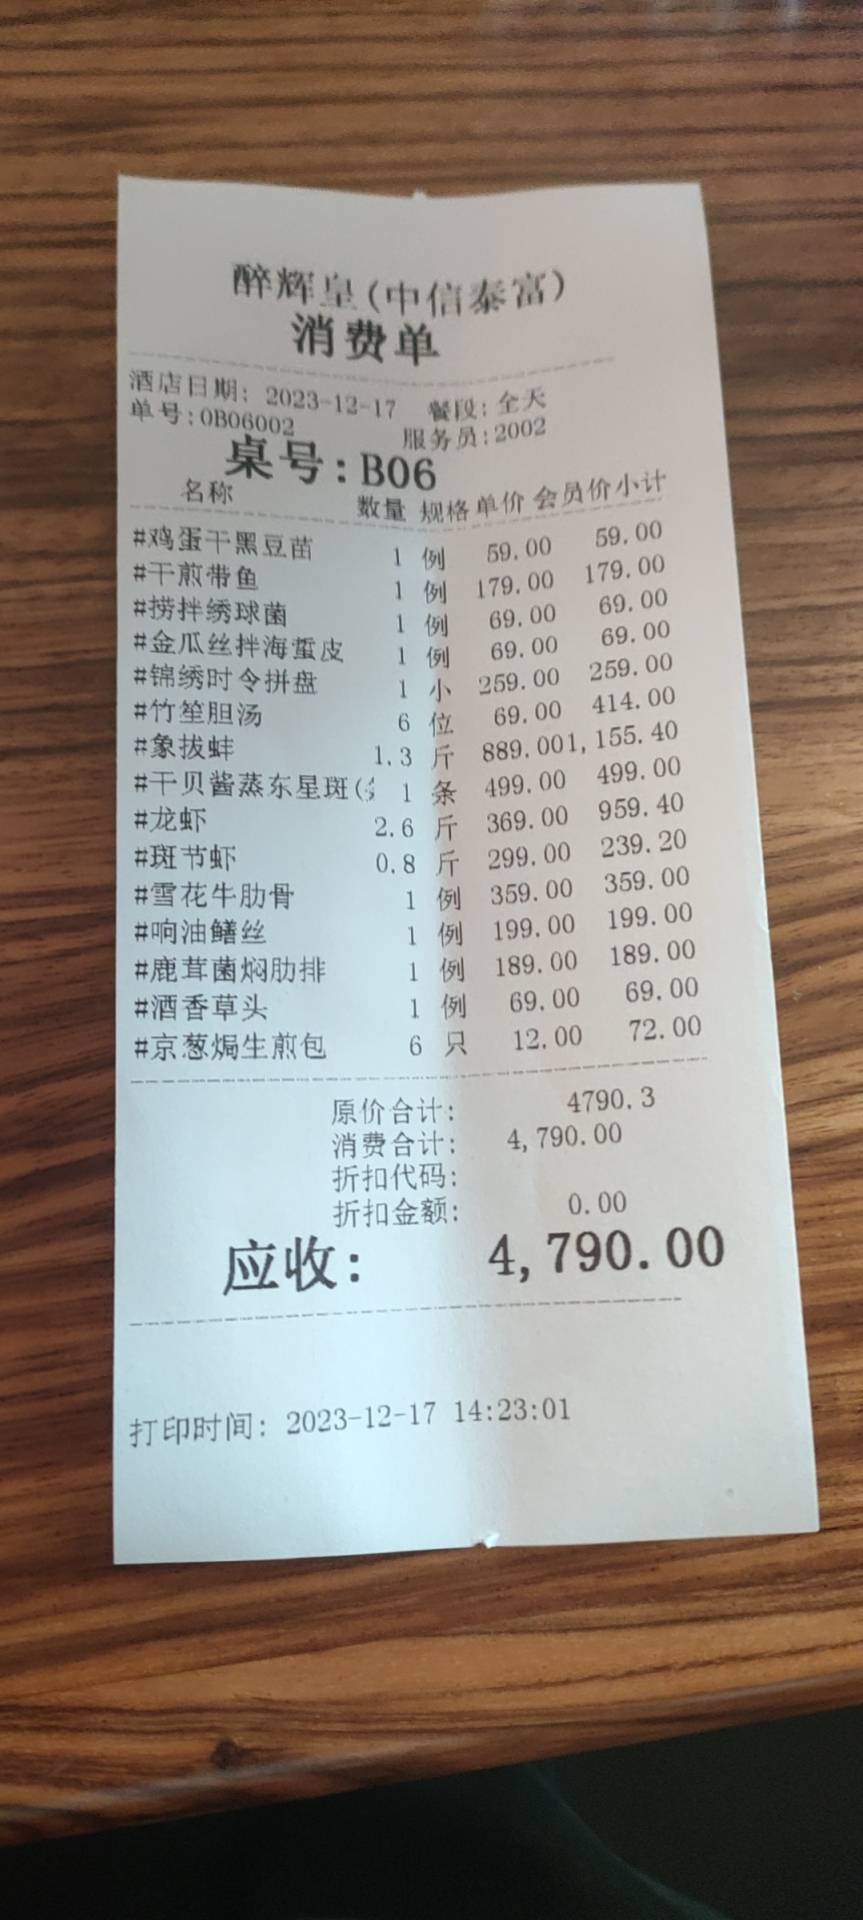 醉辉皇(中信泰富)
消费单
酒店日期: 2023-12-17 餐段: 全天
单号:0B06002 服务员:2002
桌号:B06
名称 数量 规格 单价 会员价 小计
#鸡蛋干黑豆苗 1 例 59.00 59.00
#干煎带鱼 1 例 179.00 179.00
#捞拌绣球菌 1 例 69.00 69.00
#金瓜丝拌海蜇皮 1 例 69.00 69.00
#锦绣时令拼盘 1 小 259.00 259.00
#竹笙胆汤 6 位 69.00 414.00
#象拔蚌 1.3 斤 889.00 1,155.40
#干贝酱蒸东星斑( 1 条 499.00 499.00
#龙虾 2.6 斤 369.00 959.40
#斑节虾 0.8 斤 299.00 239.20
#雪花牛肋骨 1 例 359.00 359.00
#响油鳝丝 1 例 199.00 199.00
#鹿茸菌焖肋排 1 例 189.00 189.00
#酒香草头 1 例 69.00 69.00
#京葱焗生煎包 6 只 12.00 72.00
原价合计: 4790.3
消费合计: 4,790.00
折扣代码:
折扣金额: 0.00
应收: 4,790.00
打印时间: 2023-12-17 14:23:01